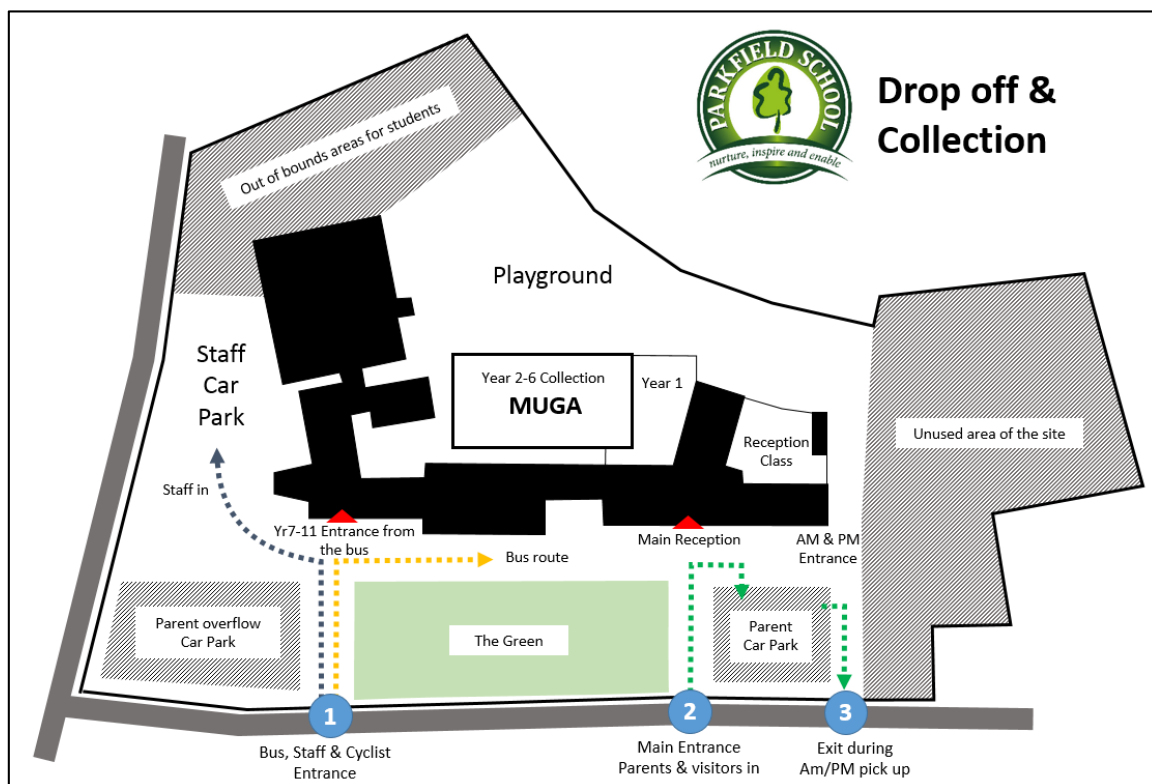 PARKFIELD SCHOOL
nurture, inspire and enable
Drop off &
Collection
Out of bounds areas for students
Playground
Staff
Car
Park
Year 2-6 Collection
MUGA
Year 1
Reception
Class
Unused area of the site
Staff in
Yr7-11 Entrance from
the bus
Main Reception
AM & PM
Entrance
Bus route
Parent overflow
Car Park
The Green
Parent
Car Park
1
2
3
Bus, Staff & Cyclist
Entrance
Main Entrance
Parents & visitors in
Exit during
Am/PM pick up